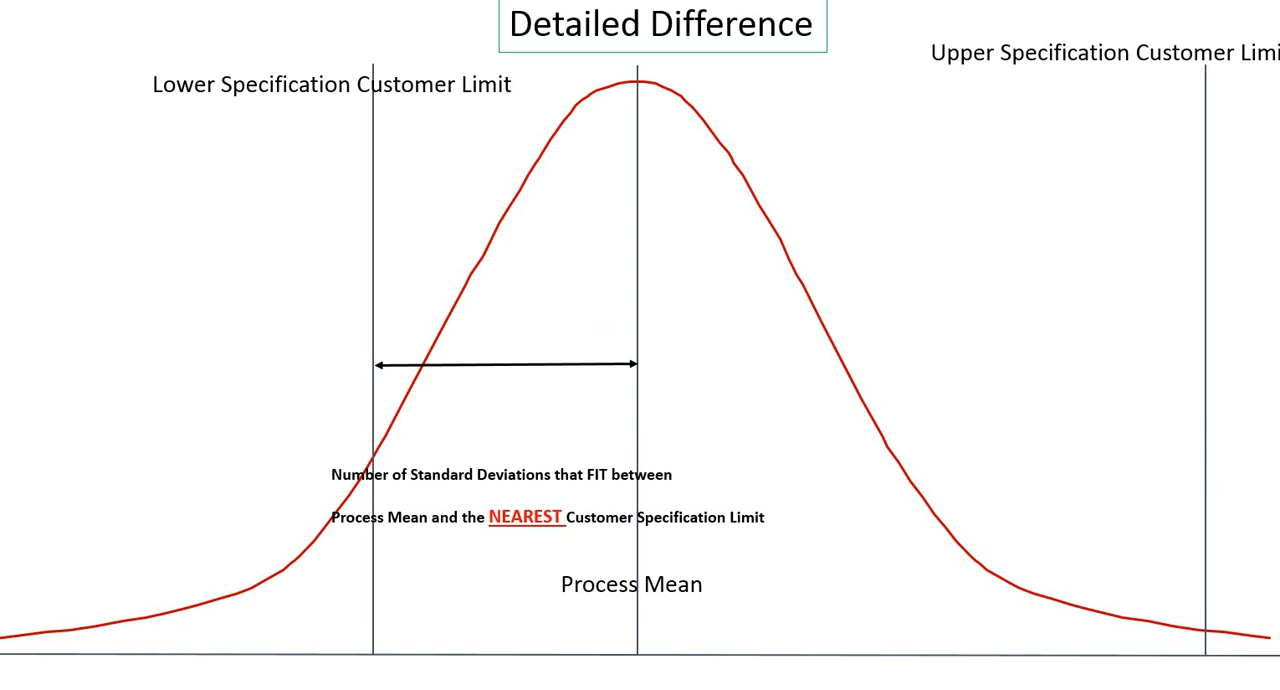 Detailed Difference
Upper Specification Customer Limi
Lower Specification Customer Limit
Number of Standard Deviations that FIT between
Process Mean and the NEAREST Customer Specification Limit
Process Mean